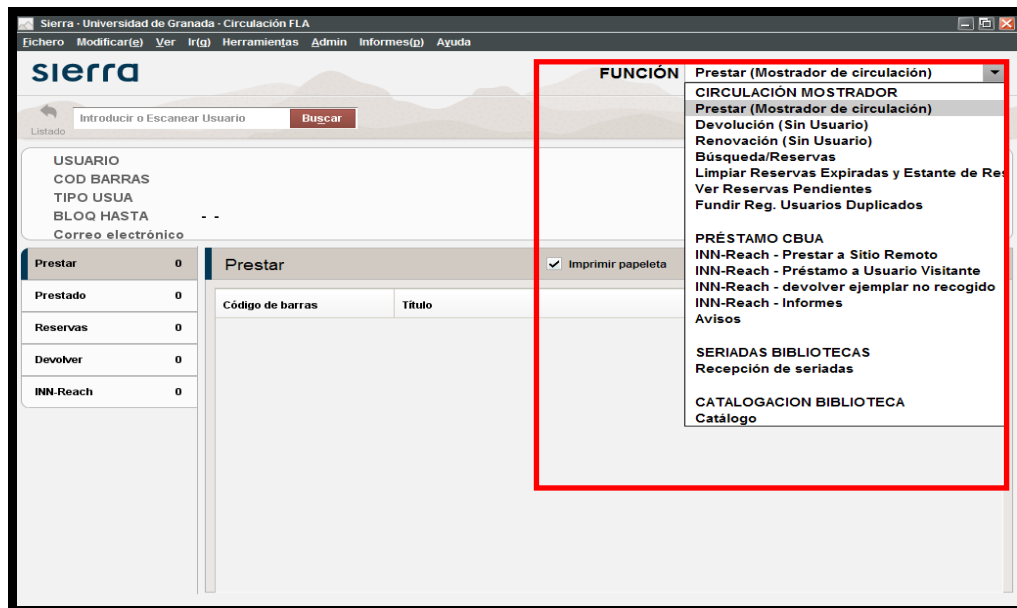 Sierra - Universidad de Granada - Circulación FLA
Fichero Modificar(e) Ver Ir(q) Herramientas Admin Informes(p) Ayuda
sierra
FUNCIÓN Prestar (Mostrador de circulación)
Listado
Introducir o Escanear Usuario
Buscar
CIRCULACIÓN MOSTRADOR
Prestar (Mostrador de circulación)
Devolución (Sin Usuario)
Renovación (Sin Usuario)
Búsqueda/Reservas
Limpiar Reservas Expiradas y Estante de Res
Ver Reservas Pendientes
Fundir Reg. Usuarios Duplicados
PRÉSTAMO CBUA
INN-Reach - Prestar a Sitio Remoto
INN-Reach - Préstamo a Usuario Visitante
INN-Reach - devolver ejemplar no recogido
INN-Reach - Informes
Avisos
SERIADAS BIBLIOTECAS
Recepción de seriadas
CATALOGACION BIBLIOTECA
Catálogo
USUARIO
COD BARRAS
TIPO USUA
BLOQ HASTA - -
Correo electrónico
Prestar 0
Prestado 0
Reservas 0
Devolver 0
INN-Reach 0
Prestar
Imprimir papeleta
Código de barras Título